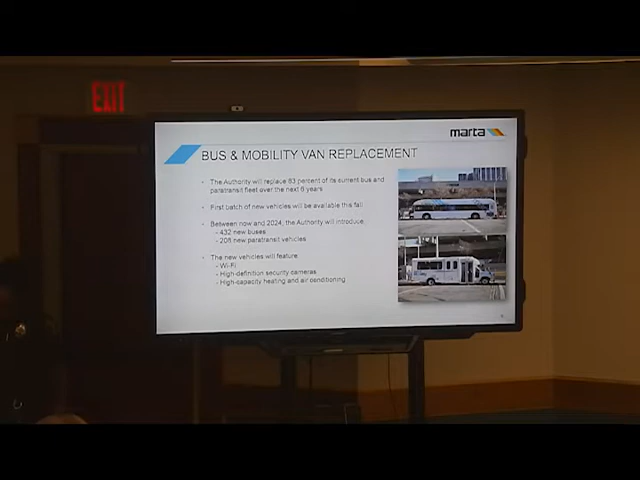 EXIT
marta
BUS & MOBILITY VAN REPLACEMENT
The Authority will replace 83 percent of its current bus and
paratransit fleet over the next 6 years
First batch of new vehicles will be available this fall
Between now and 2024, the Authority will introduce:
- 432 new buses
- new paratransit vehicles
The new vehicles will feature
- Wi-Fi
- High-definition security cameras
- High-capacity heating and air conditioning